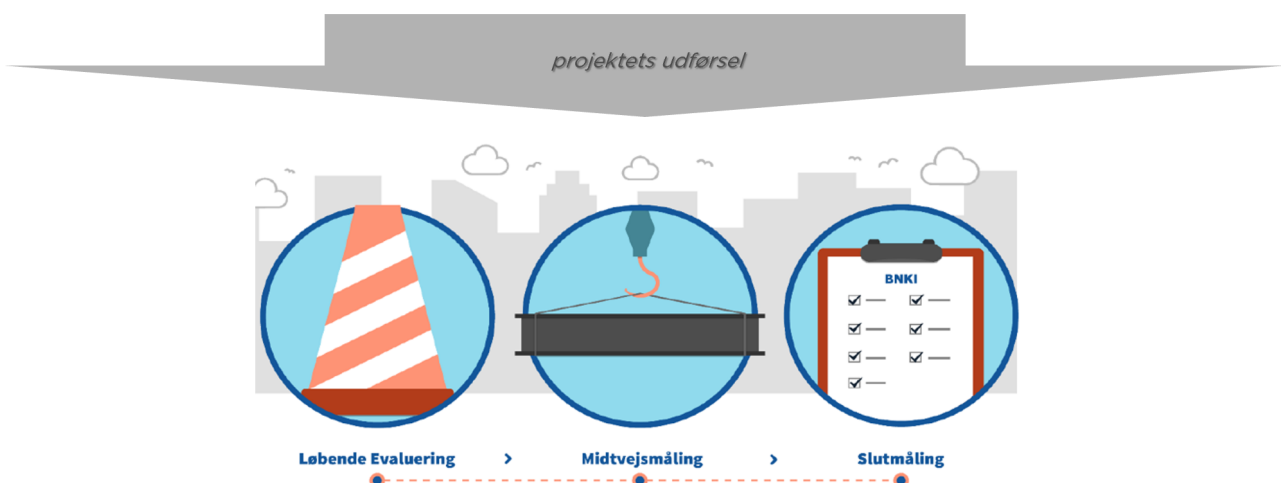 projektets udførsel
BNKI
Løbende Evaluering > Midtvejsmåling > Slutmåling